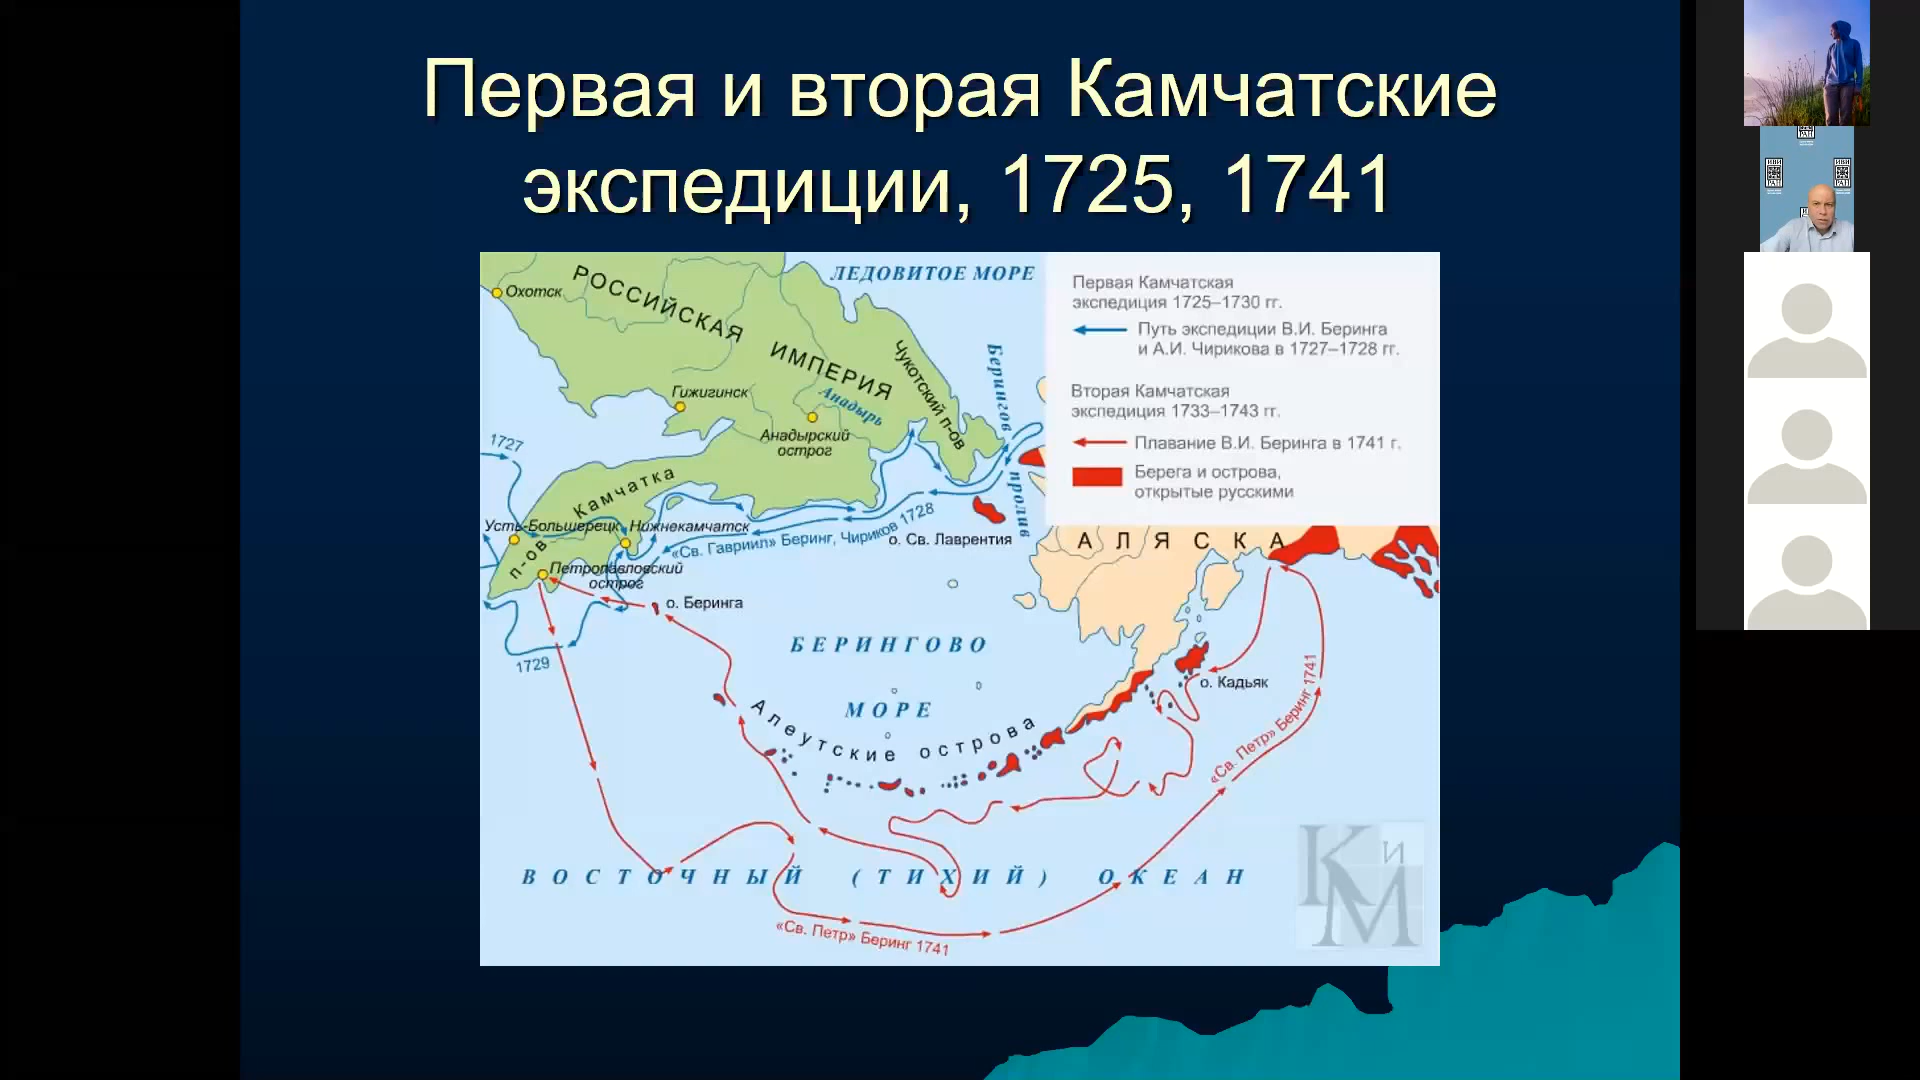 Первая и вторая Камчатские
экспедиции, 1725, 1741
ЛЕДОВИТОЕ МОРЕ
РОССИЙСКАЯ ИМПЕРИЯ
Охотск
Чукотский п-ов
Берингов пролив
Гижигинск
Анадырь
Анадырский
острог
1727
п-ов Камчатка
Усть-Большерецк
Нижнекамчатск
«Св. Гавриил» Беринг, Чириков 1728
о. Св. Лаврентия
Петропавловский
острог
о. Беринга
1729
АЛЯСКА
БЕРИНГОВО
МОРЕ
о. Кадьяк
Алеутские острова
«Св. Петр» Беринг 1741
ВОСТОЧНЫЙ (ТИХИЙ) ОКЕАН
«Св. Петр» Беринг 1741
Первая Камчатская
экспедиция 1725–1730 гг.
Путь экспедиции В.И. Беринга
и А.И. Чирикова в 1727–1728 гг.
Вторая Камчатская
экспедиция 1733–1743 гг.
Плавание В.И. Беринга в 1741 г.
Берега и острова,
открытые русскими
К и М